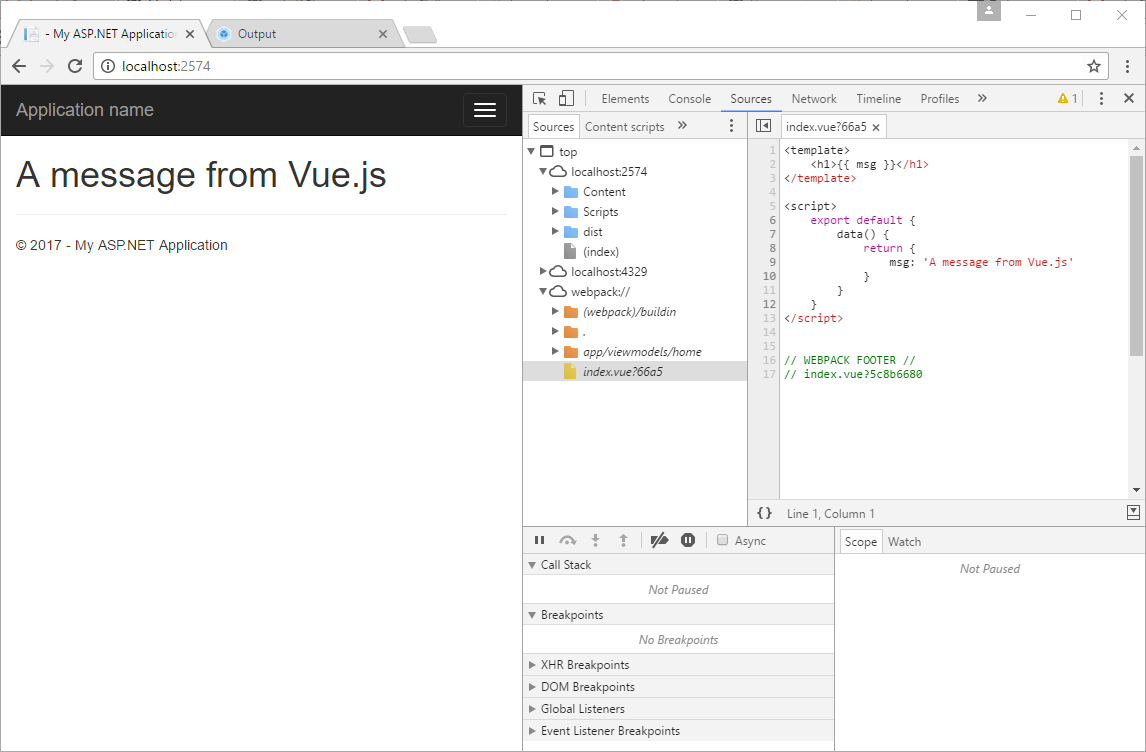 - My ASP.NET Applicatio
Output
localhost:2574
Application name
A message from Vue.js
© 2017 - My ASP.NET Application
Elements Console Sources Network Timeline Profiles » 1
Sources Content scripts »
top
localhost:2574
Content
Scripts
dist
(index)
localhost:4329
webpack://
(webpack)/buildin
.
app/viewmodels/home
index.vue?66a5
index.vue?66a5
1 <template>
2     <h1>{{ msg }}</h1>
3 </template>
4
5 <script>
6     export default {
7         data() {
8             return {
9                 msg: 'A message from Vue.js'
10             }
11         }
12     }
13 </script>
14
15
16 // WEBPACK FOOTER //
17 // index.vue?5c8b6680
{} Line 1, Column 1
Async
Call Stack
Not Paused
Breakpoints
No Breakpoints
XHR Breakpoints
DOM Breakpoints
Global Listeners
Event Listener Breakpoints
Scope Watch
Not Paused